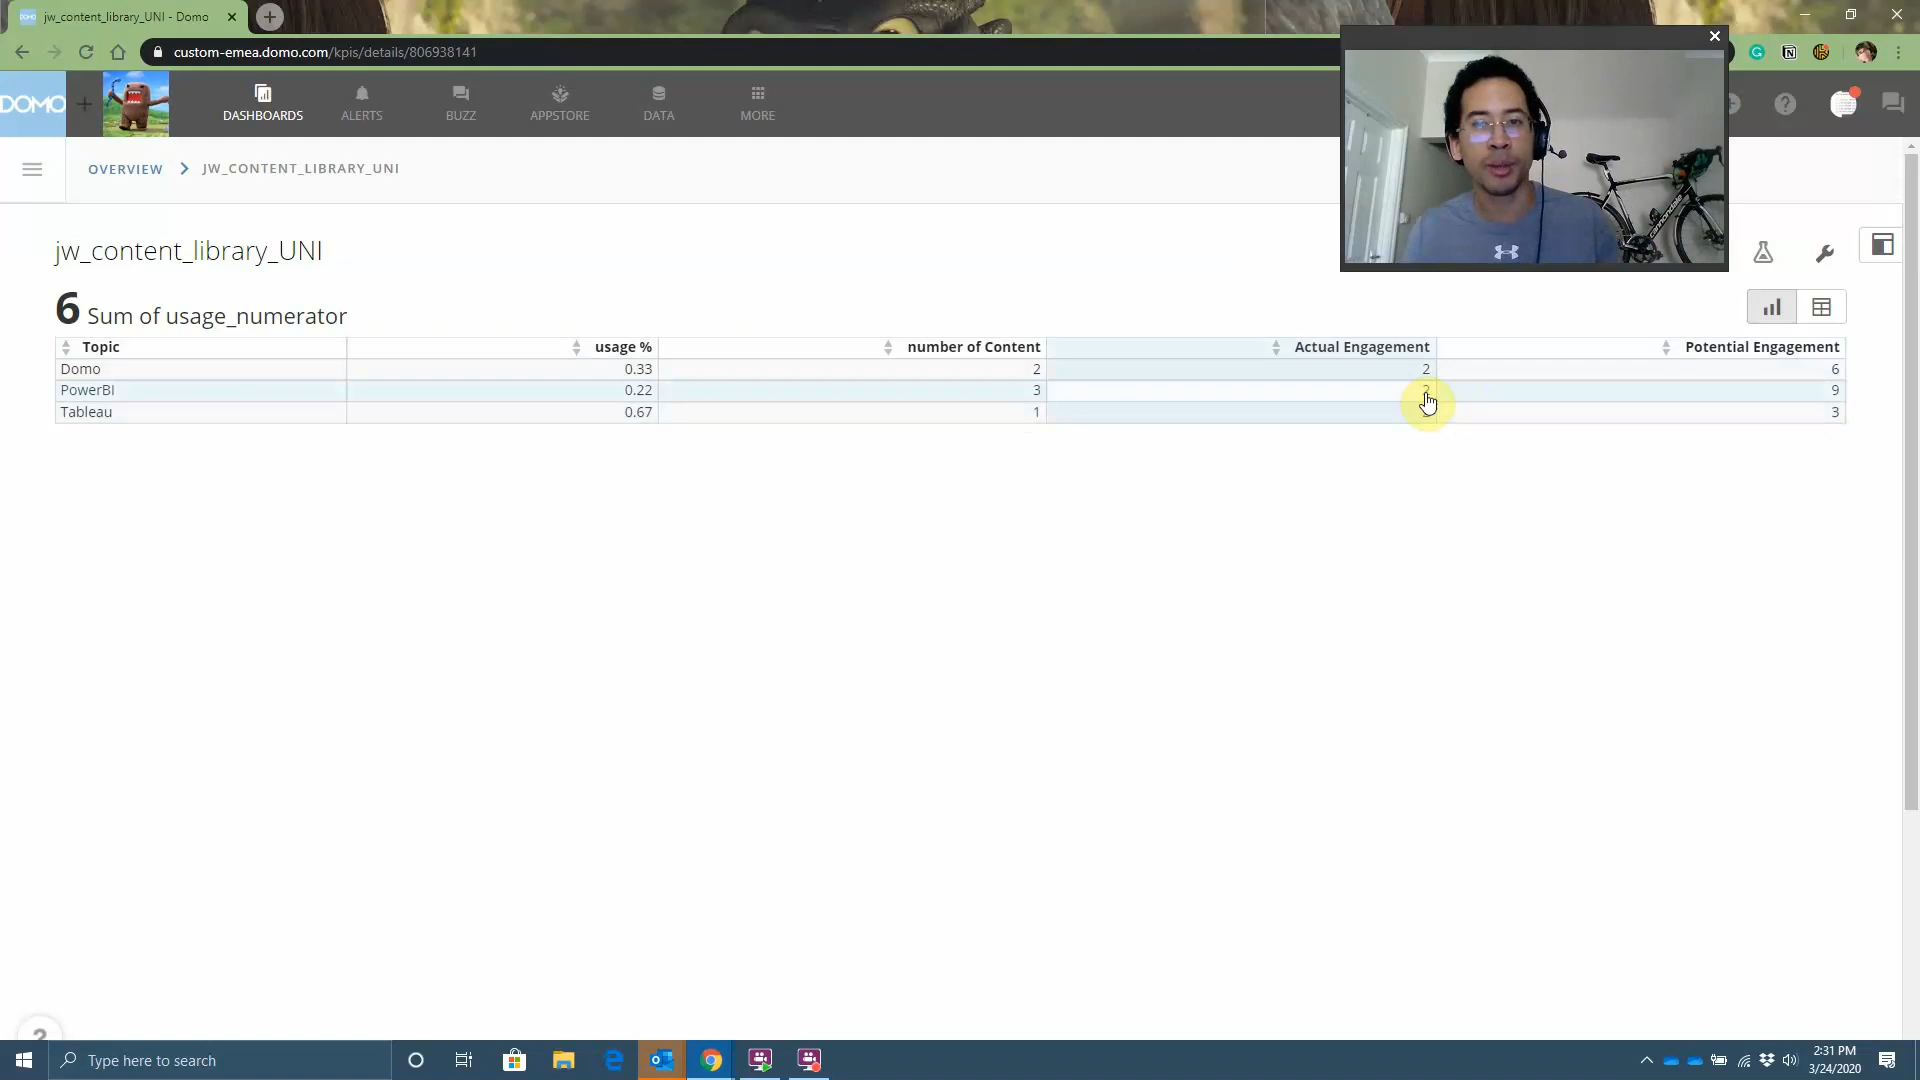 jw_content_library_UNI - Domo
custom-emea.domo.com/kpis/details/806938141
DOMO
DASHBOARDS
ALERTS
BUZZ
APPSTORE
DATA
MORE
OVERVIEW
JW_CONTENT_LIBRARY_UNI
jw_content_library_UNI
6 Sum of usage_numerator
Topic usage % number of Content Actual Engagement Potential Engagement
Domo 0.33 2 2 6
PowerBI 0.22 3 2 9
Tableau 0.67 1 3
cannondale
Type here to search
2:31 PM
3/24/2020